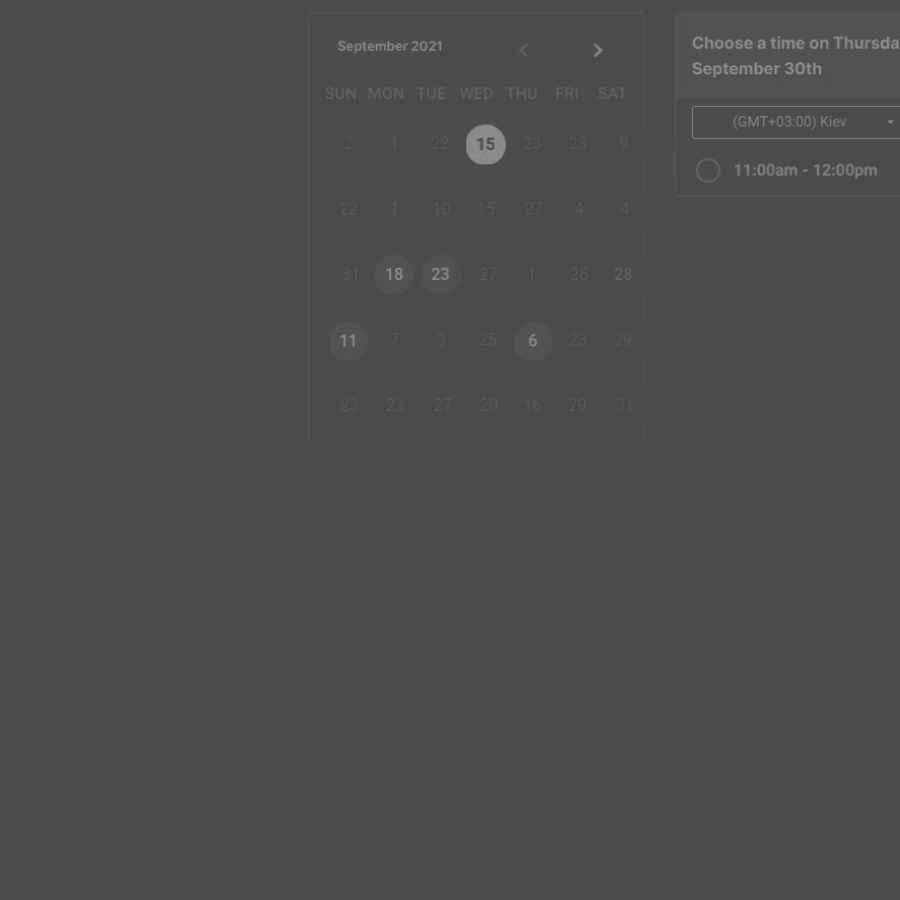 September 2021
SUN MON TUE WED THU FRI SAT
2 1 22 15 23 23 9
22 1 10 15 27 4 4
31 18 23 27 1 25 28
11 7 3 25 6 23 29
23 23 27 20 16 29 31
Choose a time on Thursda
September 30th
(GMT+03:00) Kiev
11:00am - 12:00pm